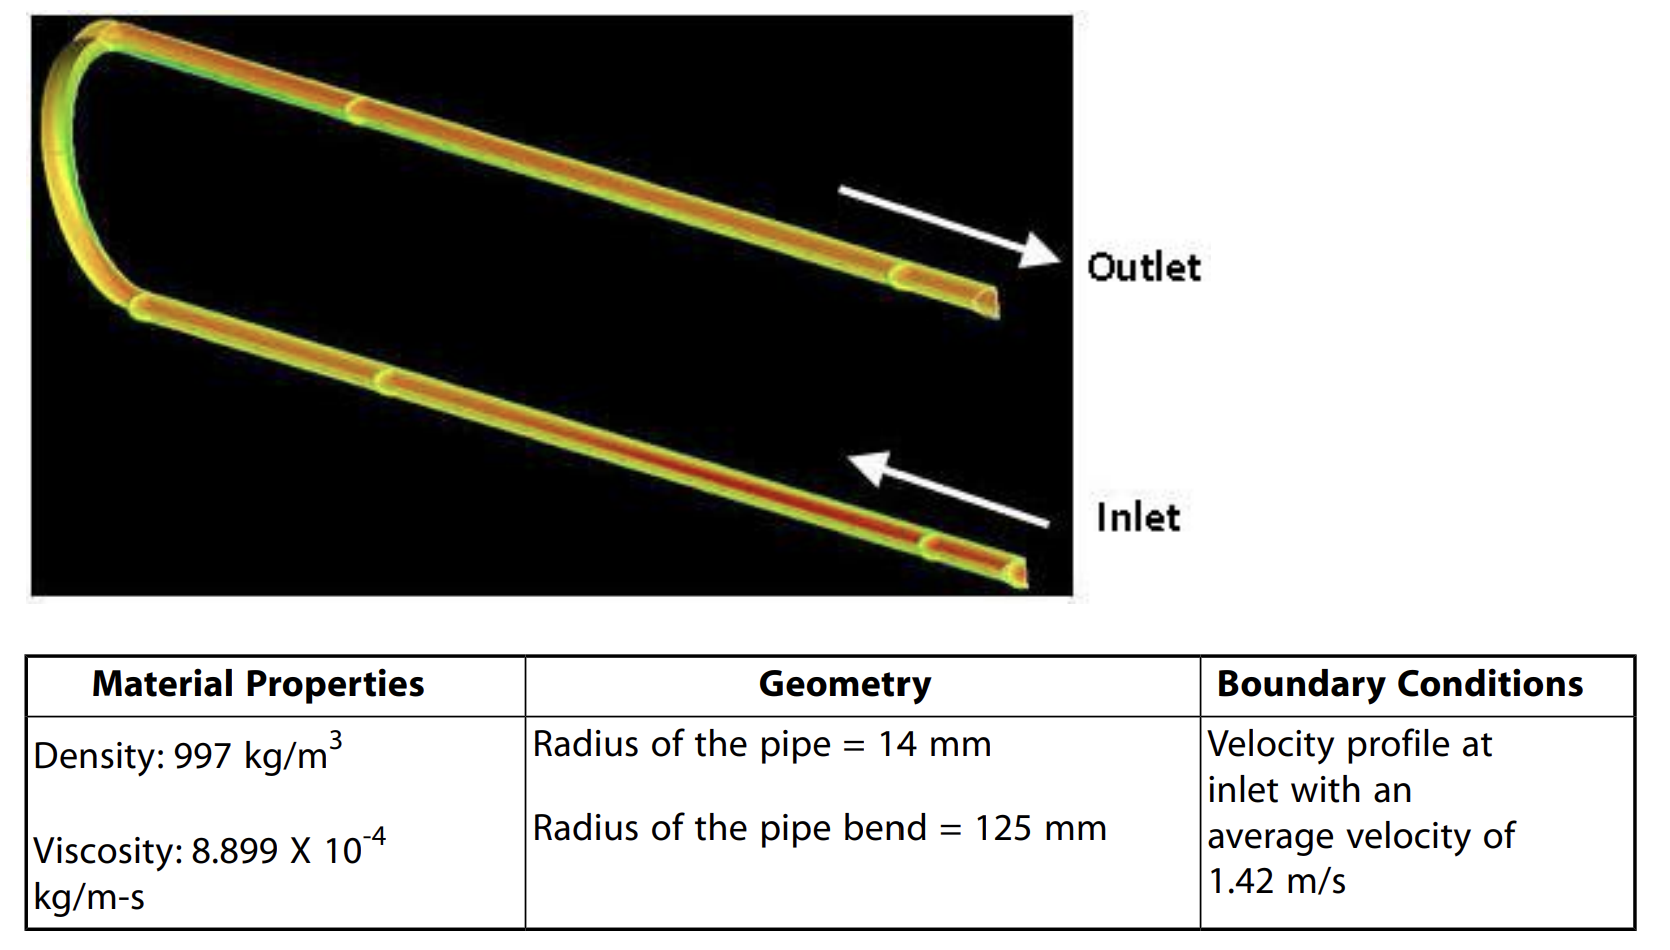 Outlet
Inlet
Material Properties
Geometry
Boundary Conditions
Density: 997 kg/m³
Viscosity: 8.899 X 10⁻⁴
kg/m-s
Radius of the pipe = 14 mm
Radius of the pipe bend = 125 mm
Velocity profile at
inlet with an
average velocity of
1.42 m/s